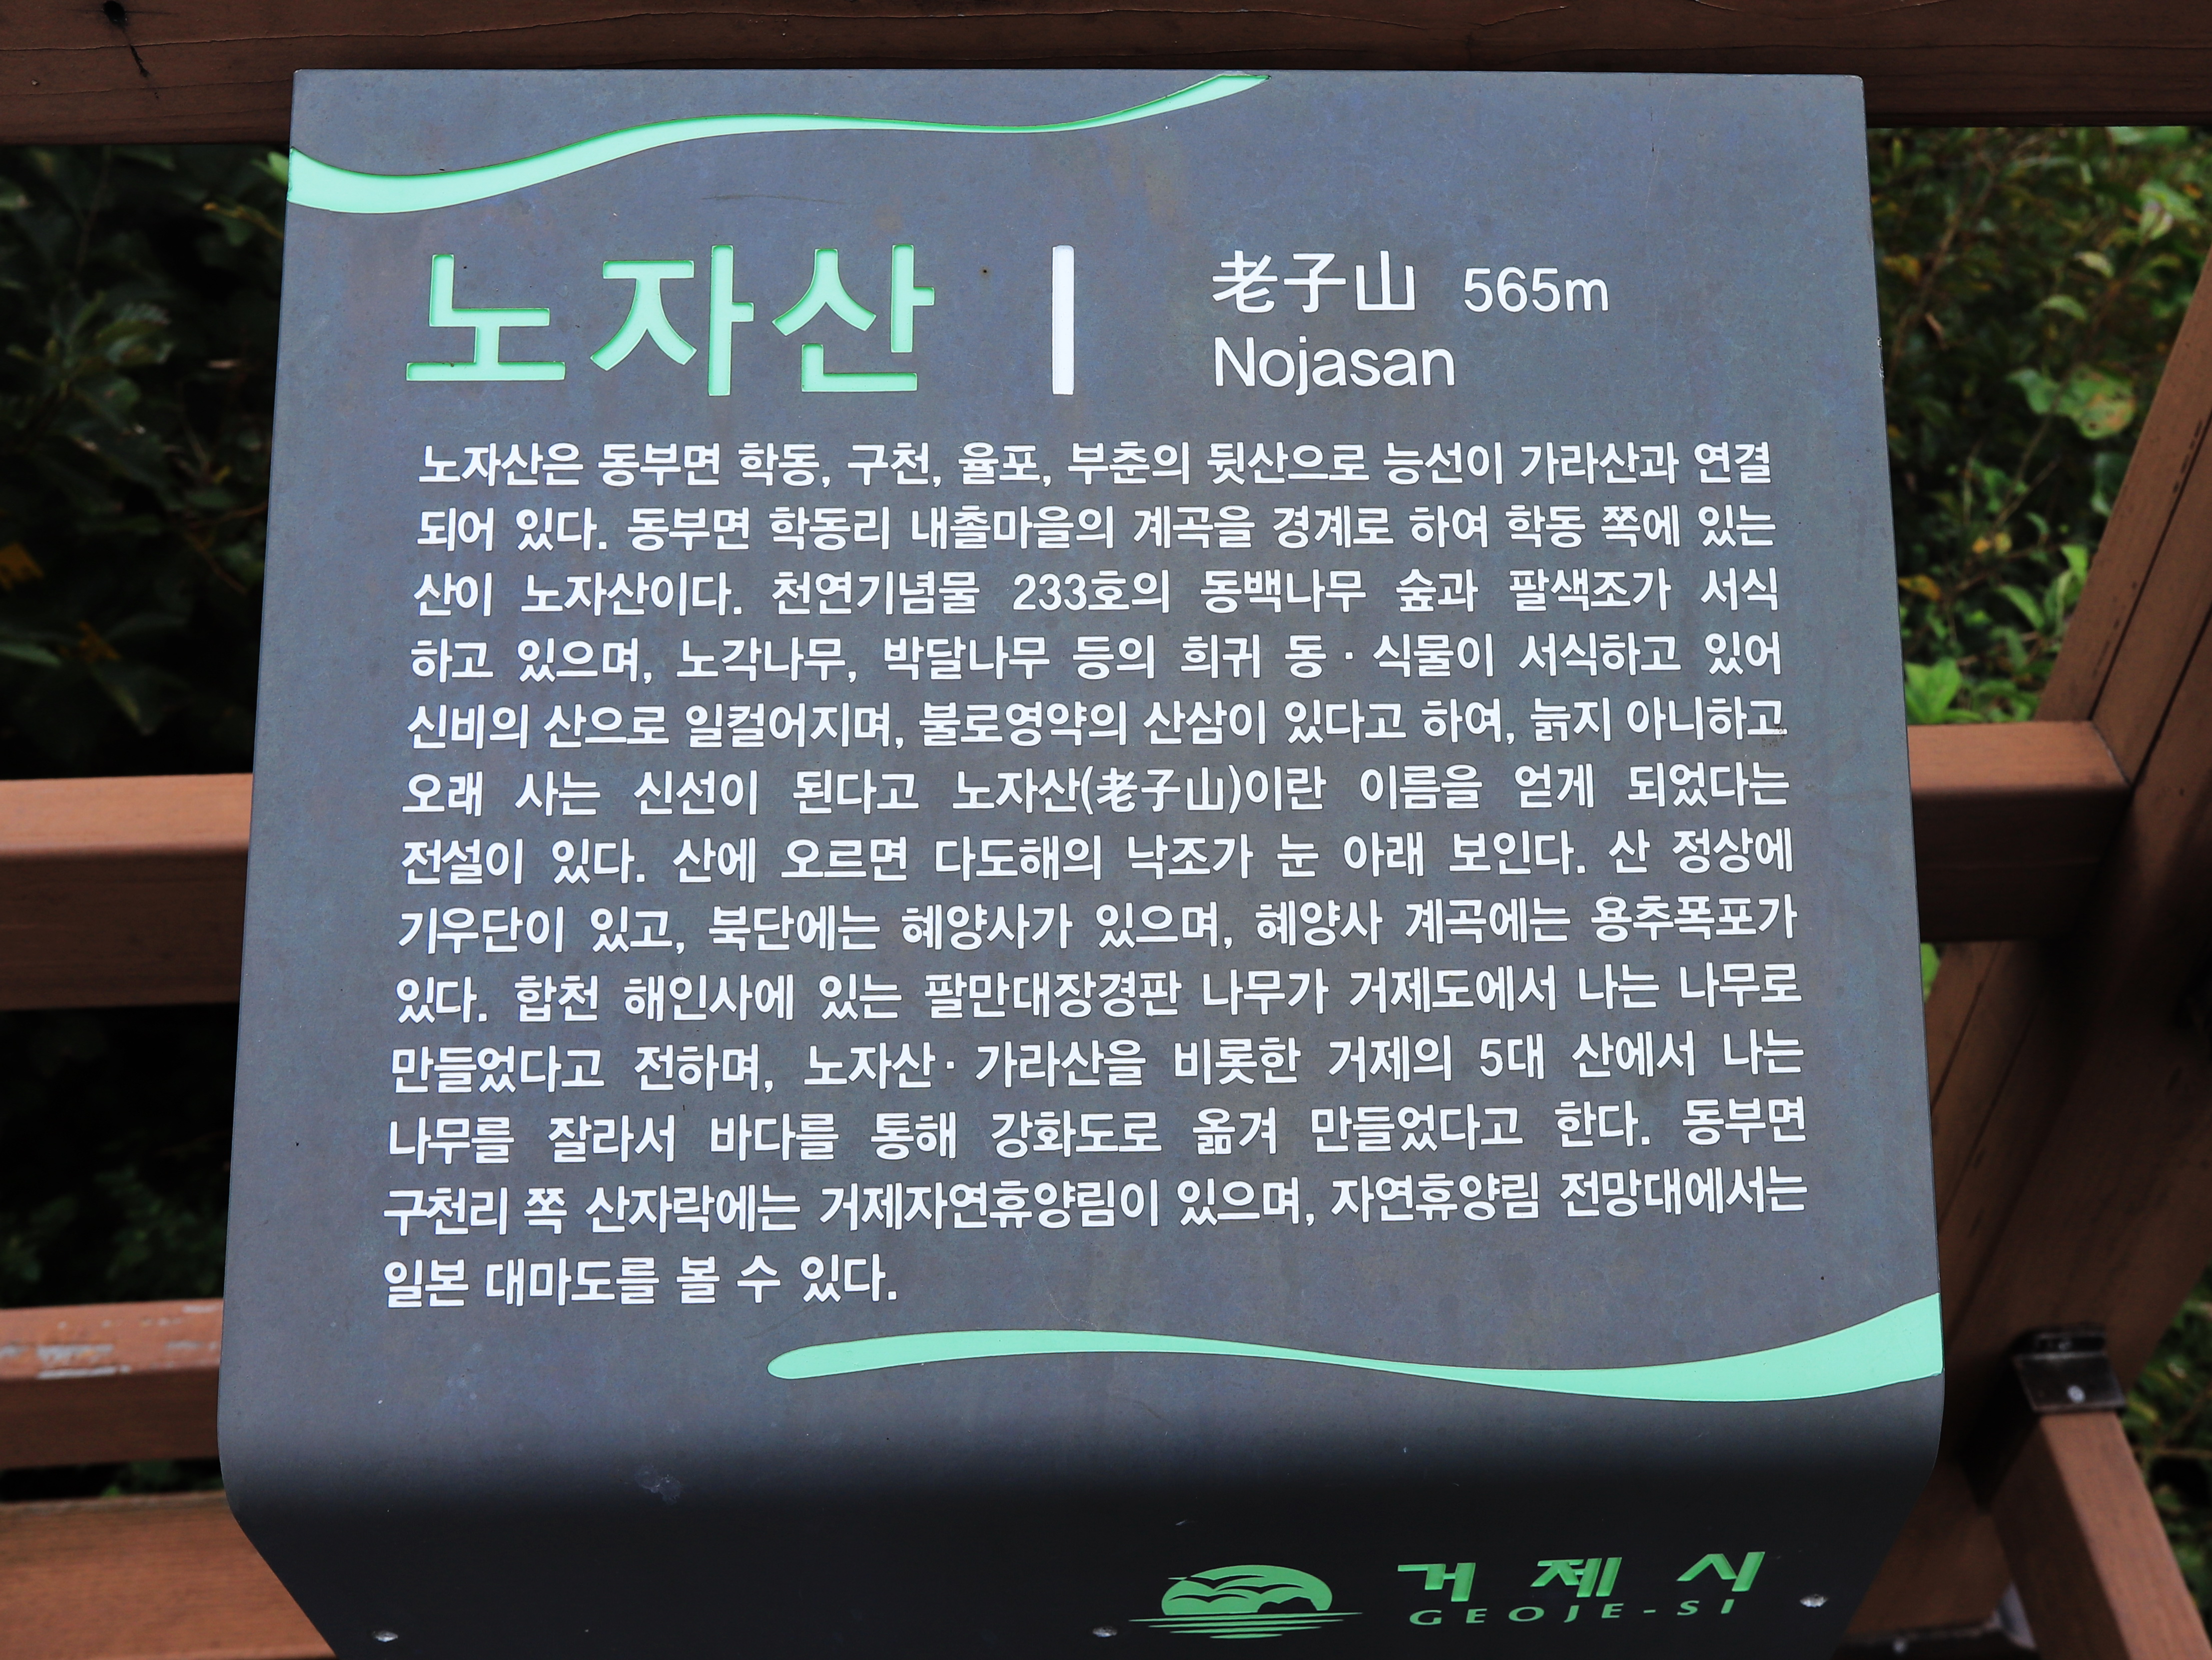 노자산 | 老子山 565m
Nojasan
노자산은 동부면 학동, 구천, 율포, 부춘의 뒷산으로 능선이 가라산과 연결
되어 있다. 동부면 학동리 내촐마을의 계곡을 경계로 하여 학동 쪽에 있는
산이 노자산이다. 천연기념물 233호의 동백나무 숲과 팔색조가 서식
하고 있으며, 노각나무, 박달나무 등의 희귀 동·식물이 서식하고 있어
신비의 산으로 일컬어지며, 불로영약의 산삼이 있다고 하여, 늙지 아니하고
오래 사는 신선이 된다고 노자산(老子山)이란 이름을 얻게 되었다는
전설이 있다. 산에 오르면 다도해의 낙조가 눈 아래 보인다. 산 정상에
기우단이 있고, 북단에는 혜양사가 있으며, 혜양사 계곡에는 용추폭포가
있다. 합천 해인사에 있는 팔만대장경판 나무가 거제도에서 나는 나무로
만들었다고 전하며, 노자산·가라산을 비롯한 거제의 5대 산에서 나는
나무를 잘라서 바다를 통해 강화도로 옮겨 만들었다고 한다. 동부면
구천리 쪽 산자락에는 거제자연휴양림이 있으며, 자연휴양림 전망대에서는
일본 대마도를 볼 수 있다.
거제시
GEOJE-SI